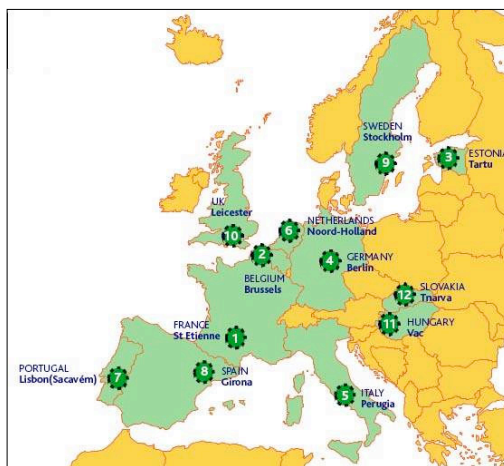 SWEDEN
Stockholm
9
3
ESTONIA
Tartu
UK
Leicester
10
NETHERLANDS
6
Noord-Holland
2
4
GERMANY
Berlin
BELGIUM
Brussels
SLOVAKIA
12
Tnarva
11
HUNGARY
Vac
FRANCE
St Etienne
1
PORTUGAL
7
Lisbon(Sacavém)
8
SPAIN
Girona
5
ITALY
Perugia